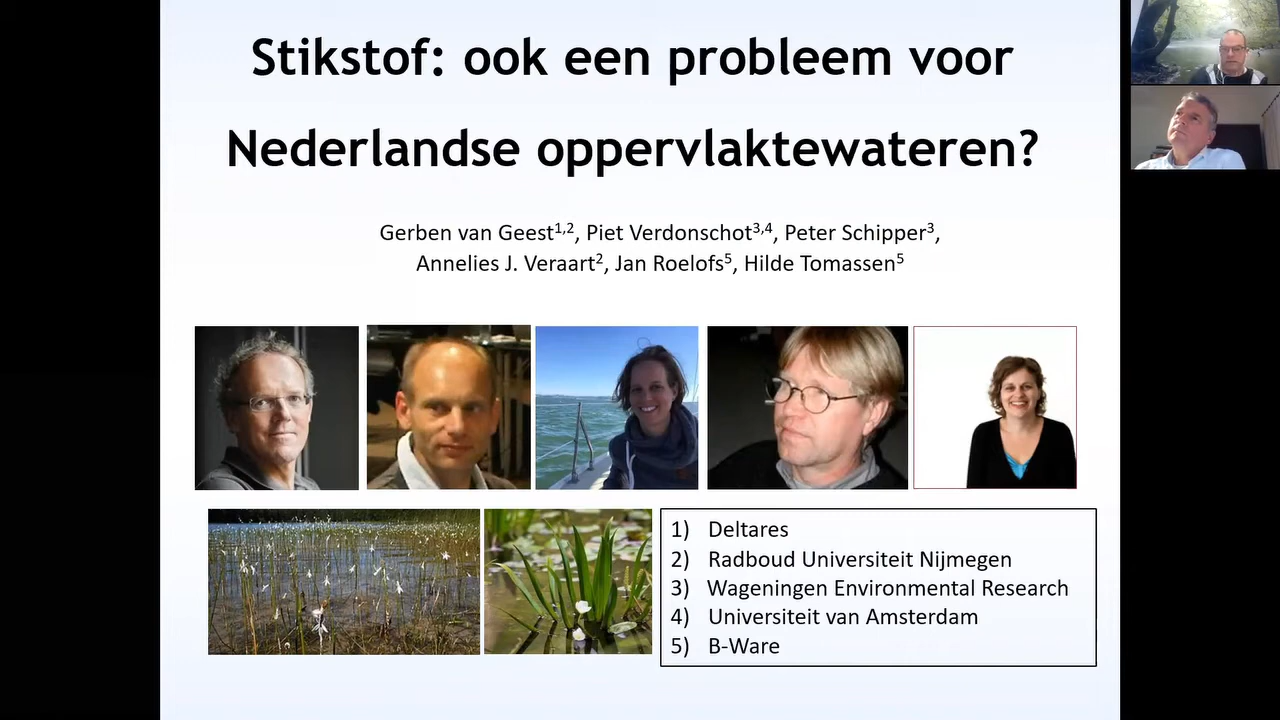 Stikstof: ook een probleem voor
Nederlandse oppervlaktewateren?
Gerben van Geest1,2, Piet Verdonschot3,4, Peter Schipper3,
Annelies J. Veraart2, Jan Roelofs5, Hilde Tomassen5
1) Deltares
2) Radboud Universiteit Nijmegen
3) Wageningen Environmental Research
4) Universiteit van Amsterdam
5) B-Ware